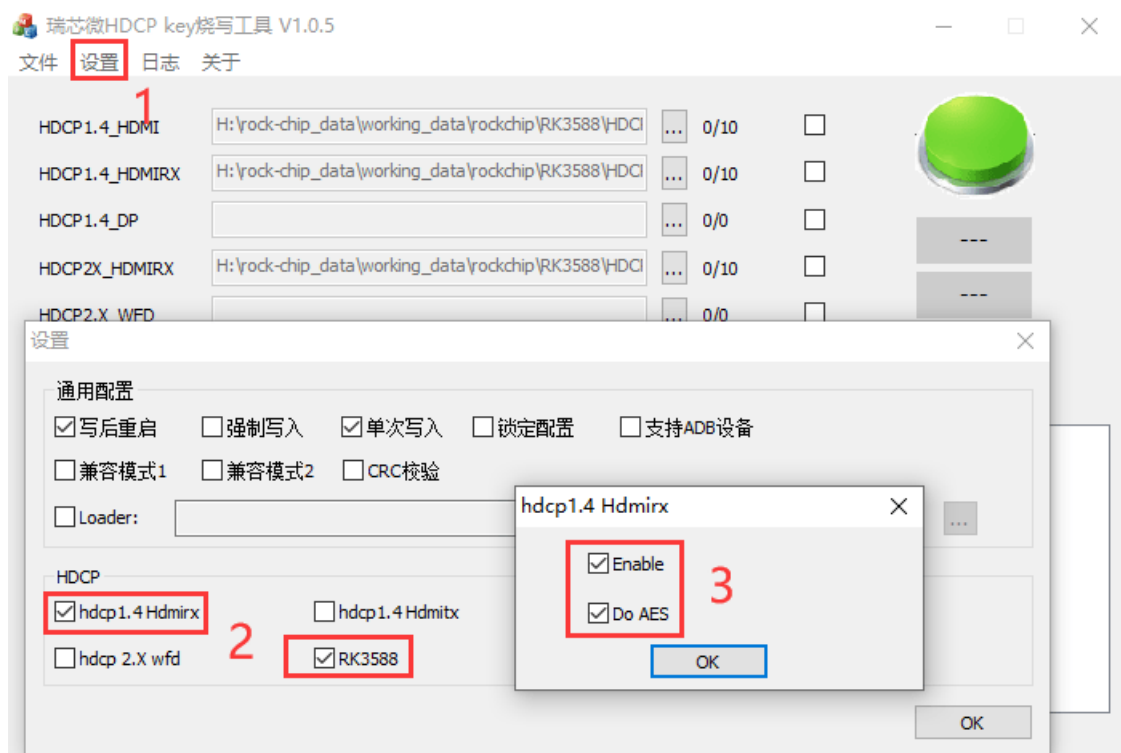 瑞芯微HDCP key烧写工具 V1.0.5
文件 设置 日志 关于
1
HDCP1.4_HDMI H:\rock-chip_data\working_data\rockchip\RK3588\HDCI ... 0/10
HDCP1.4_HDMIRX H:\rock-chip_data\working_data\rockchip\RK3588\HDCI ... 0/10
HDCP1.4_DP ... 0/0
---
HDCP2X_HDMIRX H:\rock-chip_data\working_data\rockchip\RK3588\HDCI ... 0/10
---
HDCP2.X_WFD ... 0/0
设置
通用配置
写后重启 强制写入 单次写入 锁定配置 支持ADB设备
兼容模式1 兼容模式2 CRC校验
Loader: ...
hdcp1.4 Hdmirx
Enable
Do AES
3
OK
HDCP
hdcp1.4 Hdmirx hdcp1.4 Hdmitx
2
hdcp 2.X wfd RK3588
OK